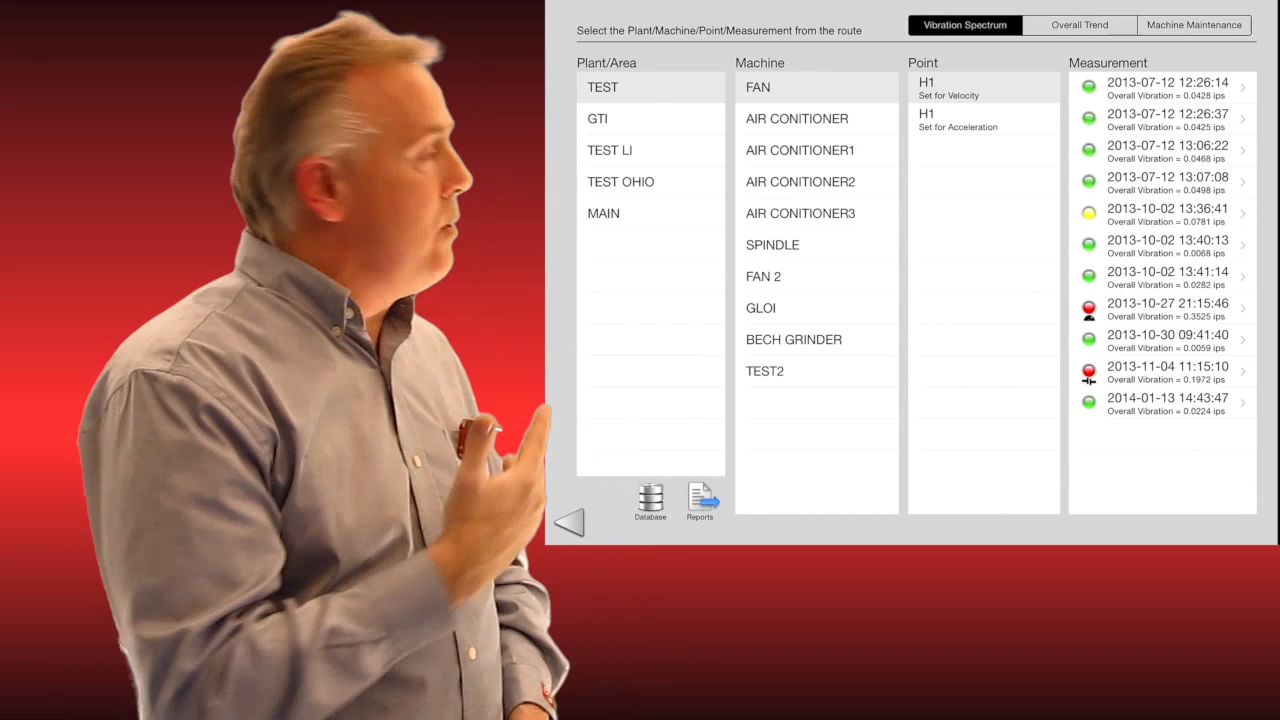 Select the Plant/Machine/Point/Measurement from the route
Vibration Spectrum
Overall Trend
Machine Maintenance
Plant/Area
TEST
GTI
TEST LI
TEST OHIO
MAIN
Database
Reports
Machine
FAN
AIR CONITIONER
AIR CONITIONER1
AIR CONITIONER2
AIR CONITIONER3
SPINDLE
FAN 2
GLOI
BECH GRINDER
TEST2
Point
H1
Set for Velocity
H1
Set for Acceleration
Measurement
2013-07-12 12:26:14
Overall Vibration = 0.0428 ips
2013-07-12 12:26:37
Overall Vibration = 0.0425 ips
2013-07-12 13:06:22
Overall Vibration = 0.0468 ips
2013-07-12 13:07:08
Overall Vibration = 0.0498 ips
2013-10-02 13:36:41
Overall Vibration = 0.0781 ips
2013-10-02 13:40:13
Overall Vibration = 0.0068 ips
2013-10-02 13:41:14
Overall Vibration = 0.0282 ips
2013-10-27 21:15:46
Overall Vibration = 0.3525 ips
2013-10-30 09:41:40
Overall Vibration = 0.0059 ips
2013-11-04 11:15:10
Overall Vibration = 0.1972 ips
2014-01-13 14:43:47
Overall Vibration = 0.0224 ips